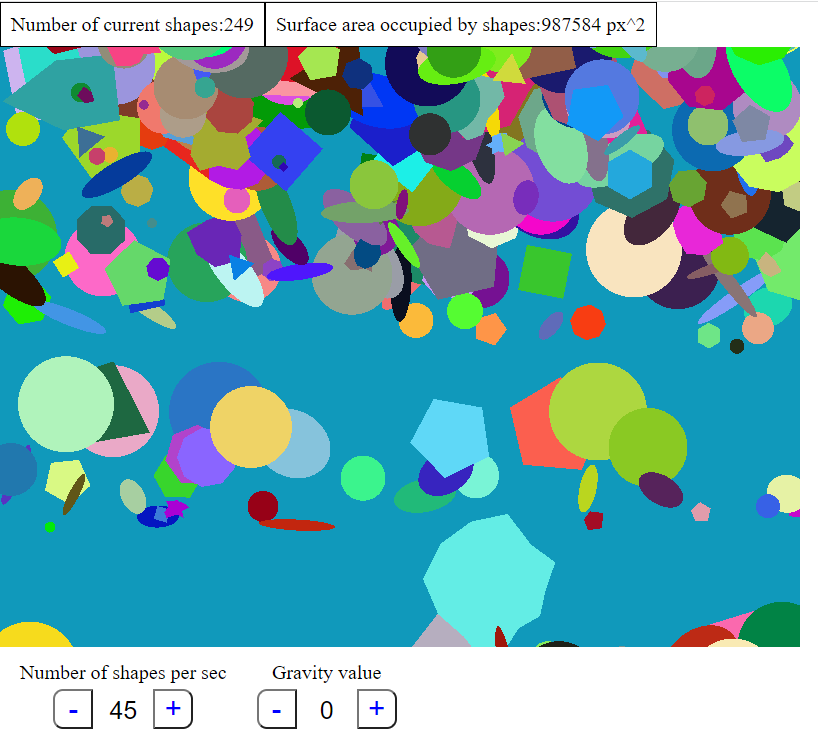 Number of current shapes:249
Surface area occupied by shapes:987584 px^2
Number of shapes per sec
Gravity value
- 45 +
- 0 +